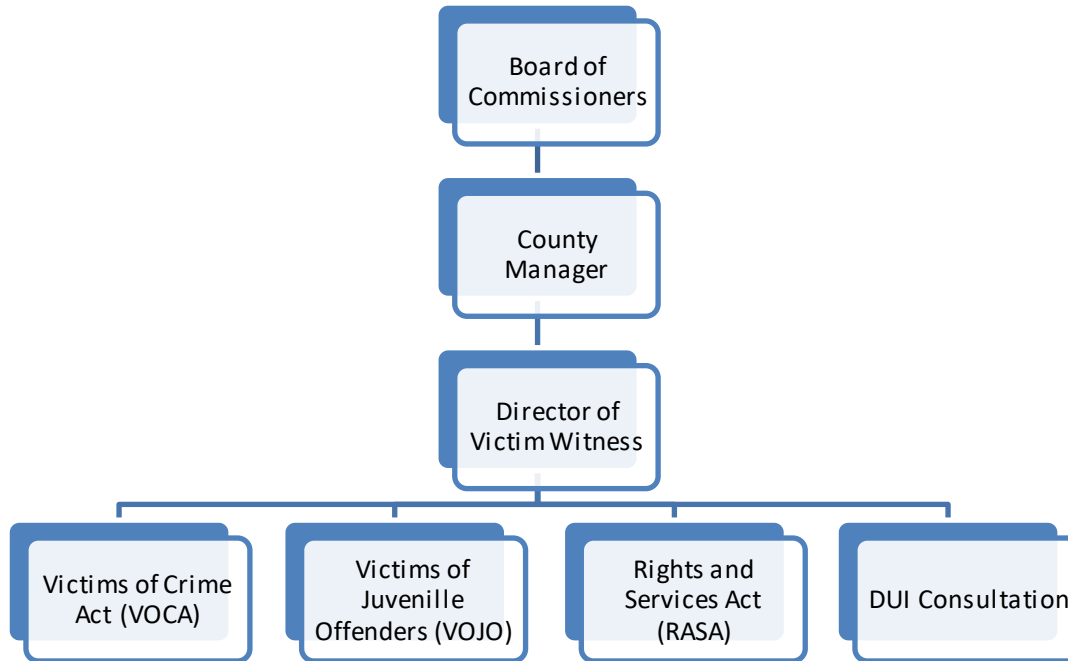 Board of
Commissioners
County
Manager
Director of
Victim Witness
Victims of Crime
Act (VOCA)
Victims of
Juvenille
Offenders (VOJO)
Rights and
Services Act
(RASA)
DUI Consultation